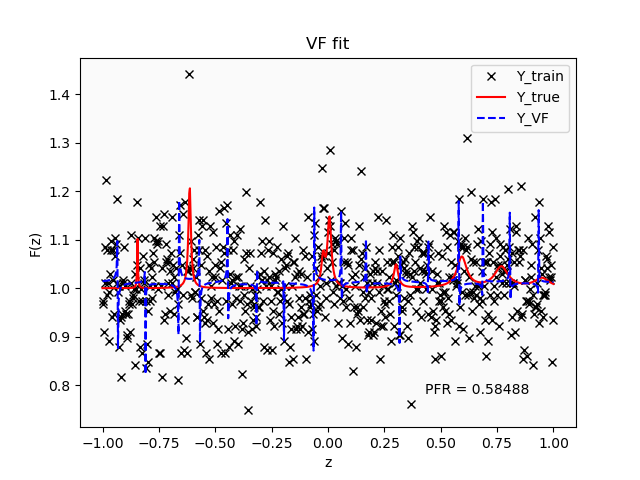 VF fit
Y_train
Y_true
Y_VF
1.4
1.3
1.2
1.1
1.0
0.9
0.8
F(z)
PFR = 0.58488
−1.00 −0.75 −0.50 −0.25 0.00 0.25 0.50 0.75 1.00
z